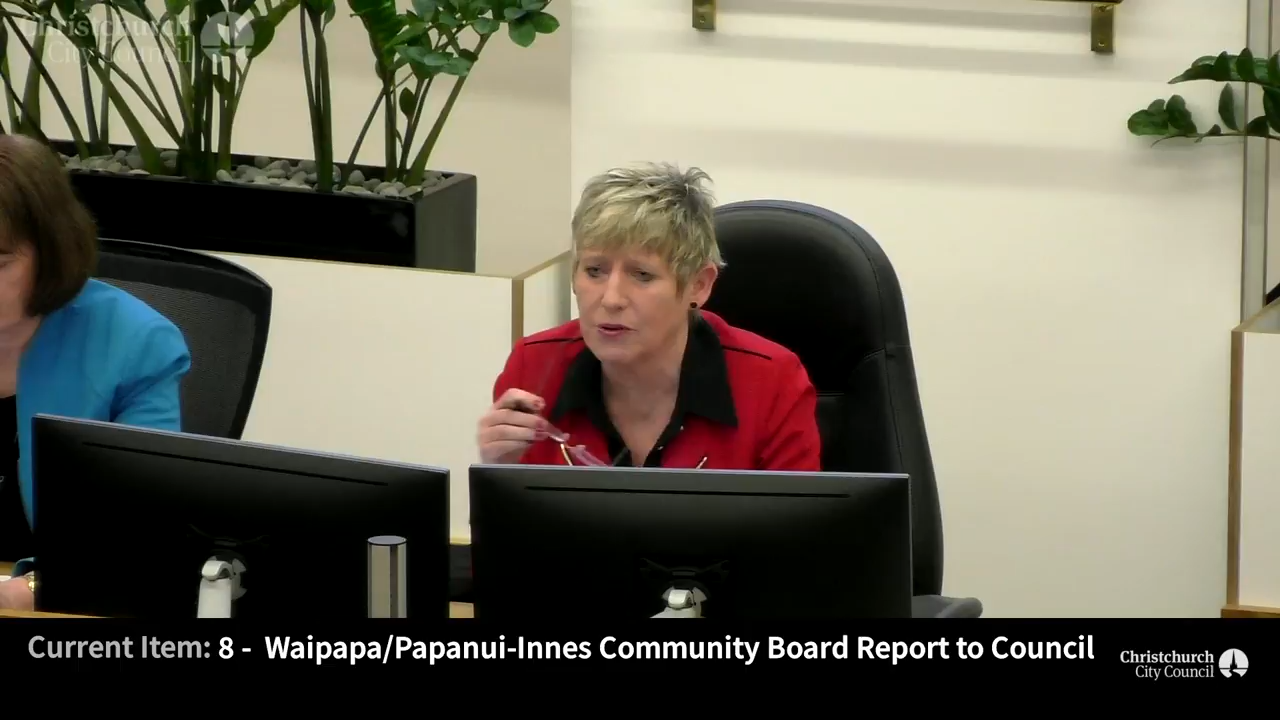 Christchurch
City Council
Current Item: 8 - Waipapa/Papanui-Innes Community Board Report to Council
Christchurch
City Council